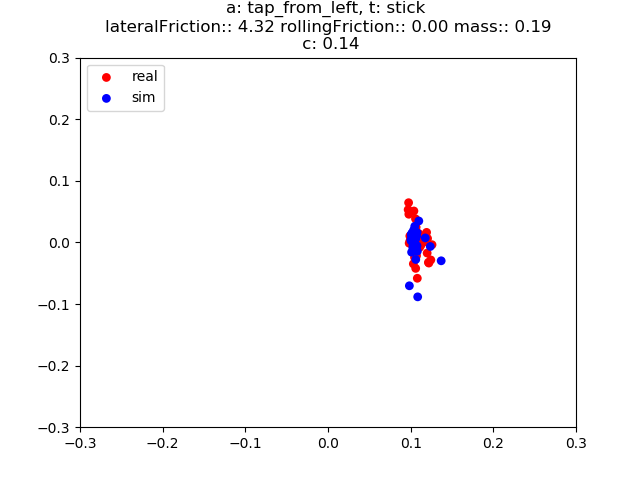 a: tap_from_left, t: stick
lateralFriction:: 4.32 rollingFriction:: 0.00 mass:: 0.19
c: 0.14
real
sim
0.3
0.2
0.1
0.0
−0.1
−0.2
−0.3
−0.3
−0.2
−0.1
0.0
0.1
0.2
0.3